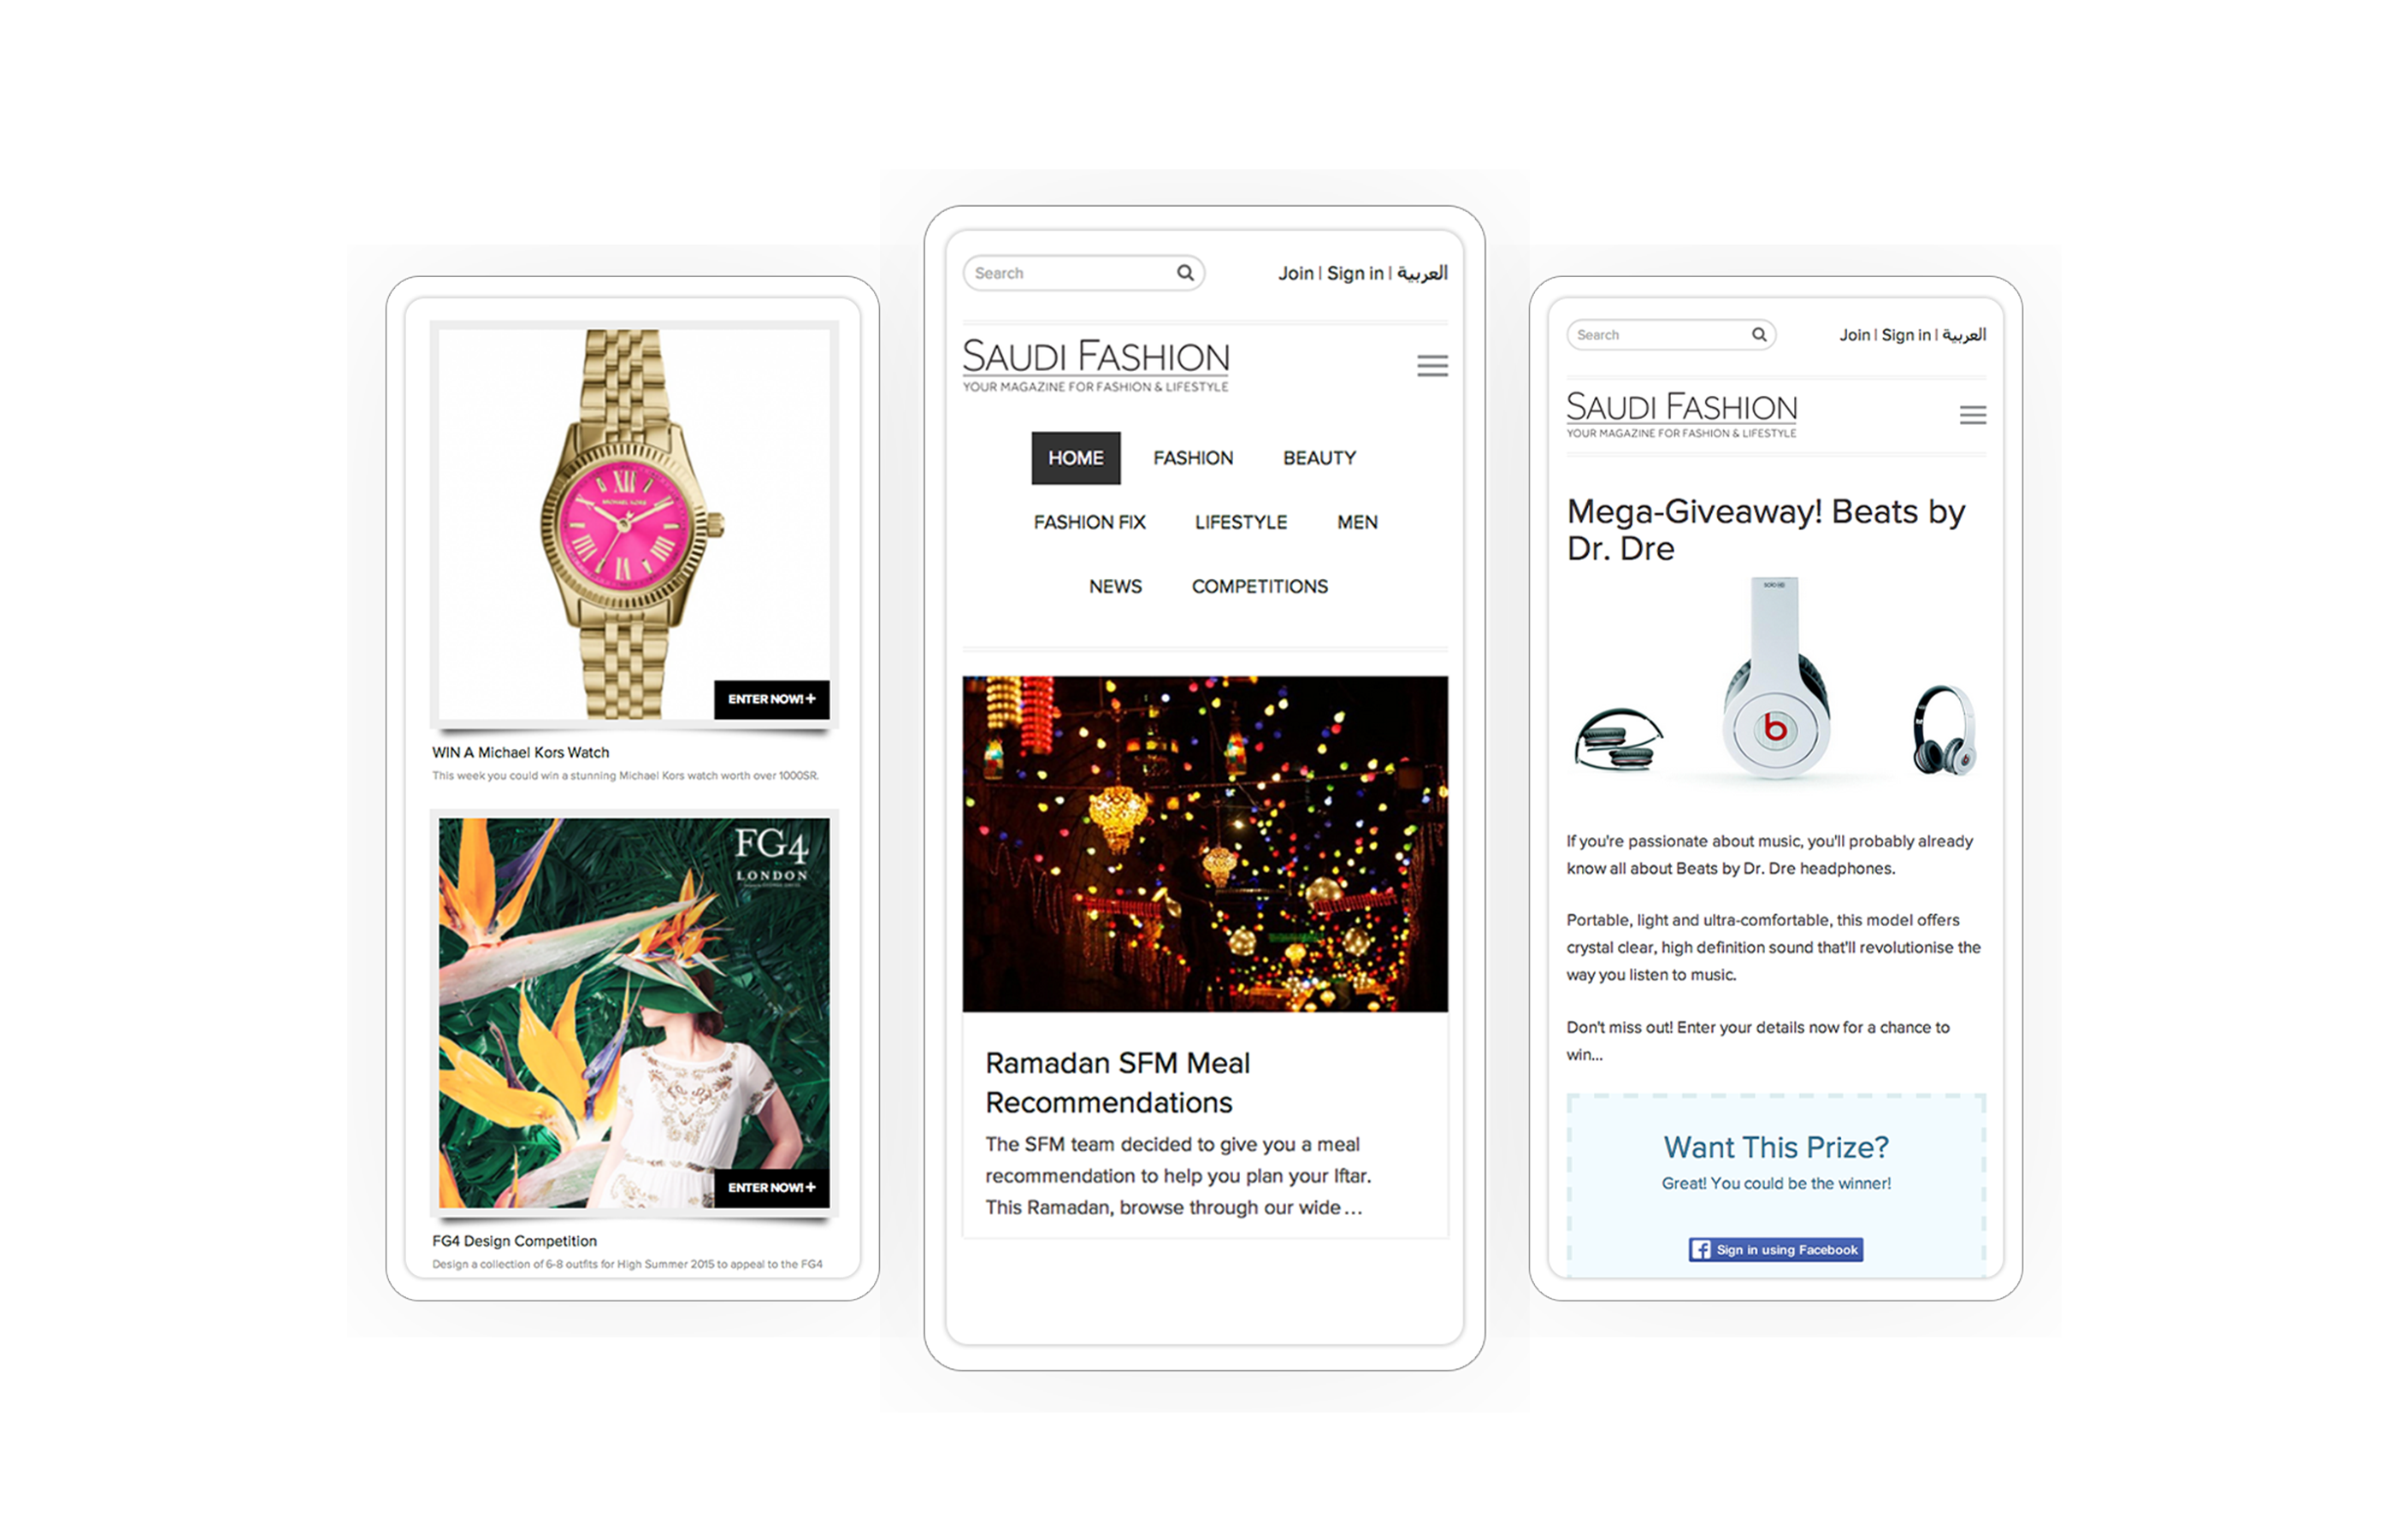 XII
MICHAEL KORS
ENTER NOW! +
WIN A Michael Kors Watch
This week you could win a stunning Michael Kors watch worth over 1000SR.
FG4
LONDON
ENTER NOW! +
FG4 Design Competition
Design a collection of 6-8 outfits for High Summer 2015 to appeal to the FG4
Search
Join | Sign in | العربية
SAUDI FASHION
YOUR MAGAZINE FOR FASHION & LIFESTYLE
HOME FASHION BEAUTY
FASHION FIX LIFESTYLE MEN
NEWS COMPETITIONS
Ramadan SFM Meal
Recommendations
The SFM team decided to give you a meal
recommendation to help you plan your Iftar.
This Ramadan, browse through our wide ...
Search
Join | Sign in | العربية
SAUDI FASHION
YOUR MAGAZINE FOR FASHION & LIFESTYLE
Mega-Giveaway! Beats by
Dr. Dre
solo HD
b
If you're passionate about music, you'll probably already
know all about Beats by Dr. Dre headphones.
Portable, light and ultra-comfortable, this model offers
crystal clear, high definition sound that'll revolutionise the
way you listen to music.
Don't miss out! Enter your details now for a chance to
win...
Want This Prize?
Great! You could be the winner!
f Sign in using Facebook